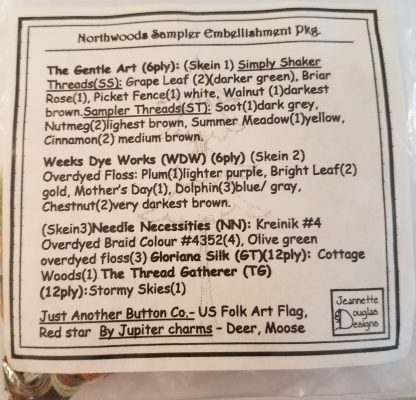 Northwoods Sampler Embellishment Pkg.
The Gentle Art (6ply): (Skein 1) Simply Shaker
Threads(SS): Grape Leaf (2)(darker green), Briar
Rose(1), Picket Fence(1) white, Walnut (1)darkest
brown.Sampler Threads(ST): Soot(1)dark grey,
Nutmeg(2)lighest brown, Summer Meadow(1)yellow,
Cinnamon(2) medium brown.
Weeks Dye Works (WDW) (6ply) (Skein 2)
Overdyed Floss: Plum(1)lighter purple, Bright Leaf(2)
gold, Mother's Day(1), Dolphin(3)blue/ gray,
Chestnut(2)very darkest brown.
(Skein3)Needle Necessities (NN): Kreinik #4
Overdyed Braid Colour #4352(4), Olive green
overdyed floss(3) Gloriana Silk (GT)(12ply): Cottage
Woods(1) The Thread Gatherer (TG)
(12ply):Stormy Skies(1)
Just Another Button Co.- US Folk Art Flag,
Red star By Jupiter charms - Deer, Moose
Jeannette
Douglas
Designs